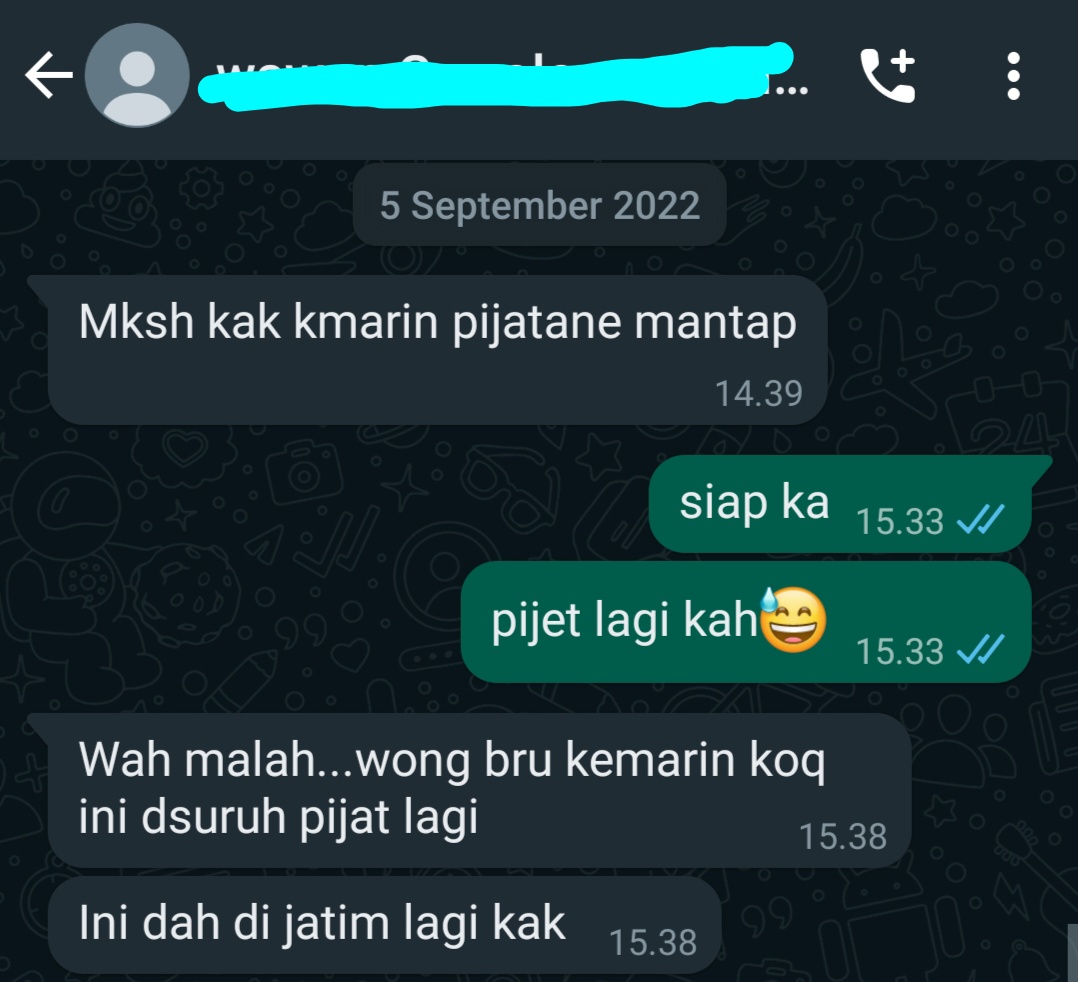 5 September 2022
Mksh kak kmarin pijatane mantap
14.39
siap ka 15.33
pijet lagi kah😅 15.33
Wah malah...wong bru kemarin koq
ini dsuruh pijat lagi
15.38
Ini dah di jatim lagi kak 15.38